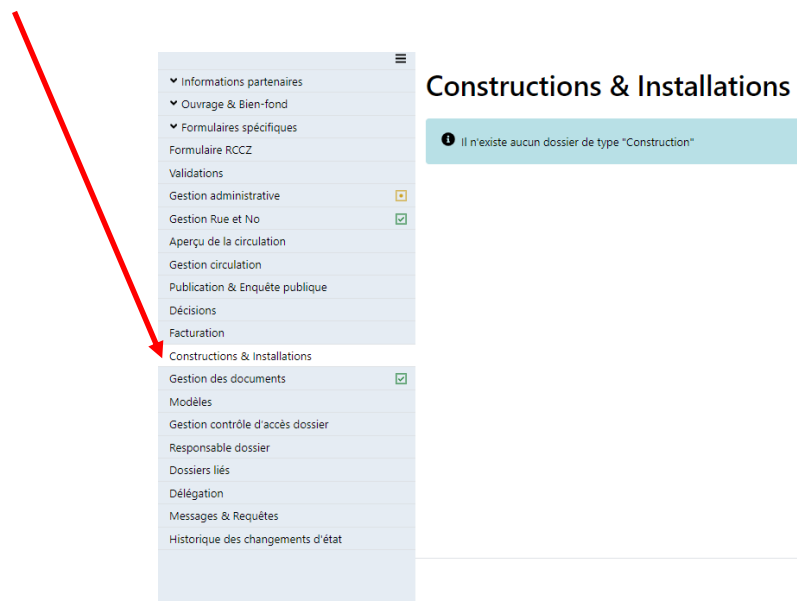 Informations partenaires
Ouvrage & Bien-fond
Formulaires spécifiques
Formulaire RCCZ
Validations
Gestion administrative
Gestion Rue et No
Aperçu de la circulation
Gestion circulation
Publication & Enquête publique
Décisions
Facturation
Constructions & Installations
Gestion des documents
Modèles
Gestion contrôle d'accès dossier
Responsable dossier
Dossiers liés
Délégation
Messages & Requêtes
Historique des changements d'état
Constructions & Installations
Il n'existe aucun dossier de type "Construction"